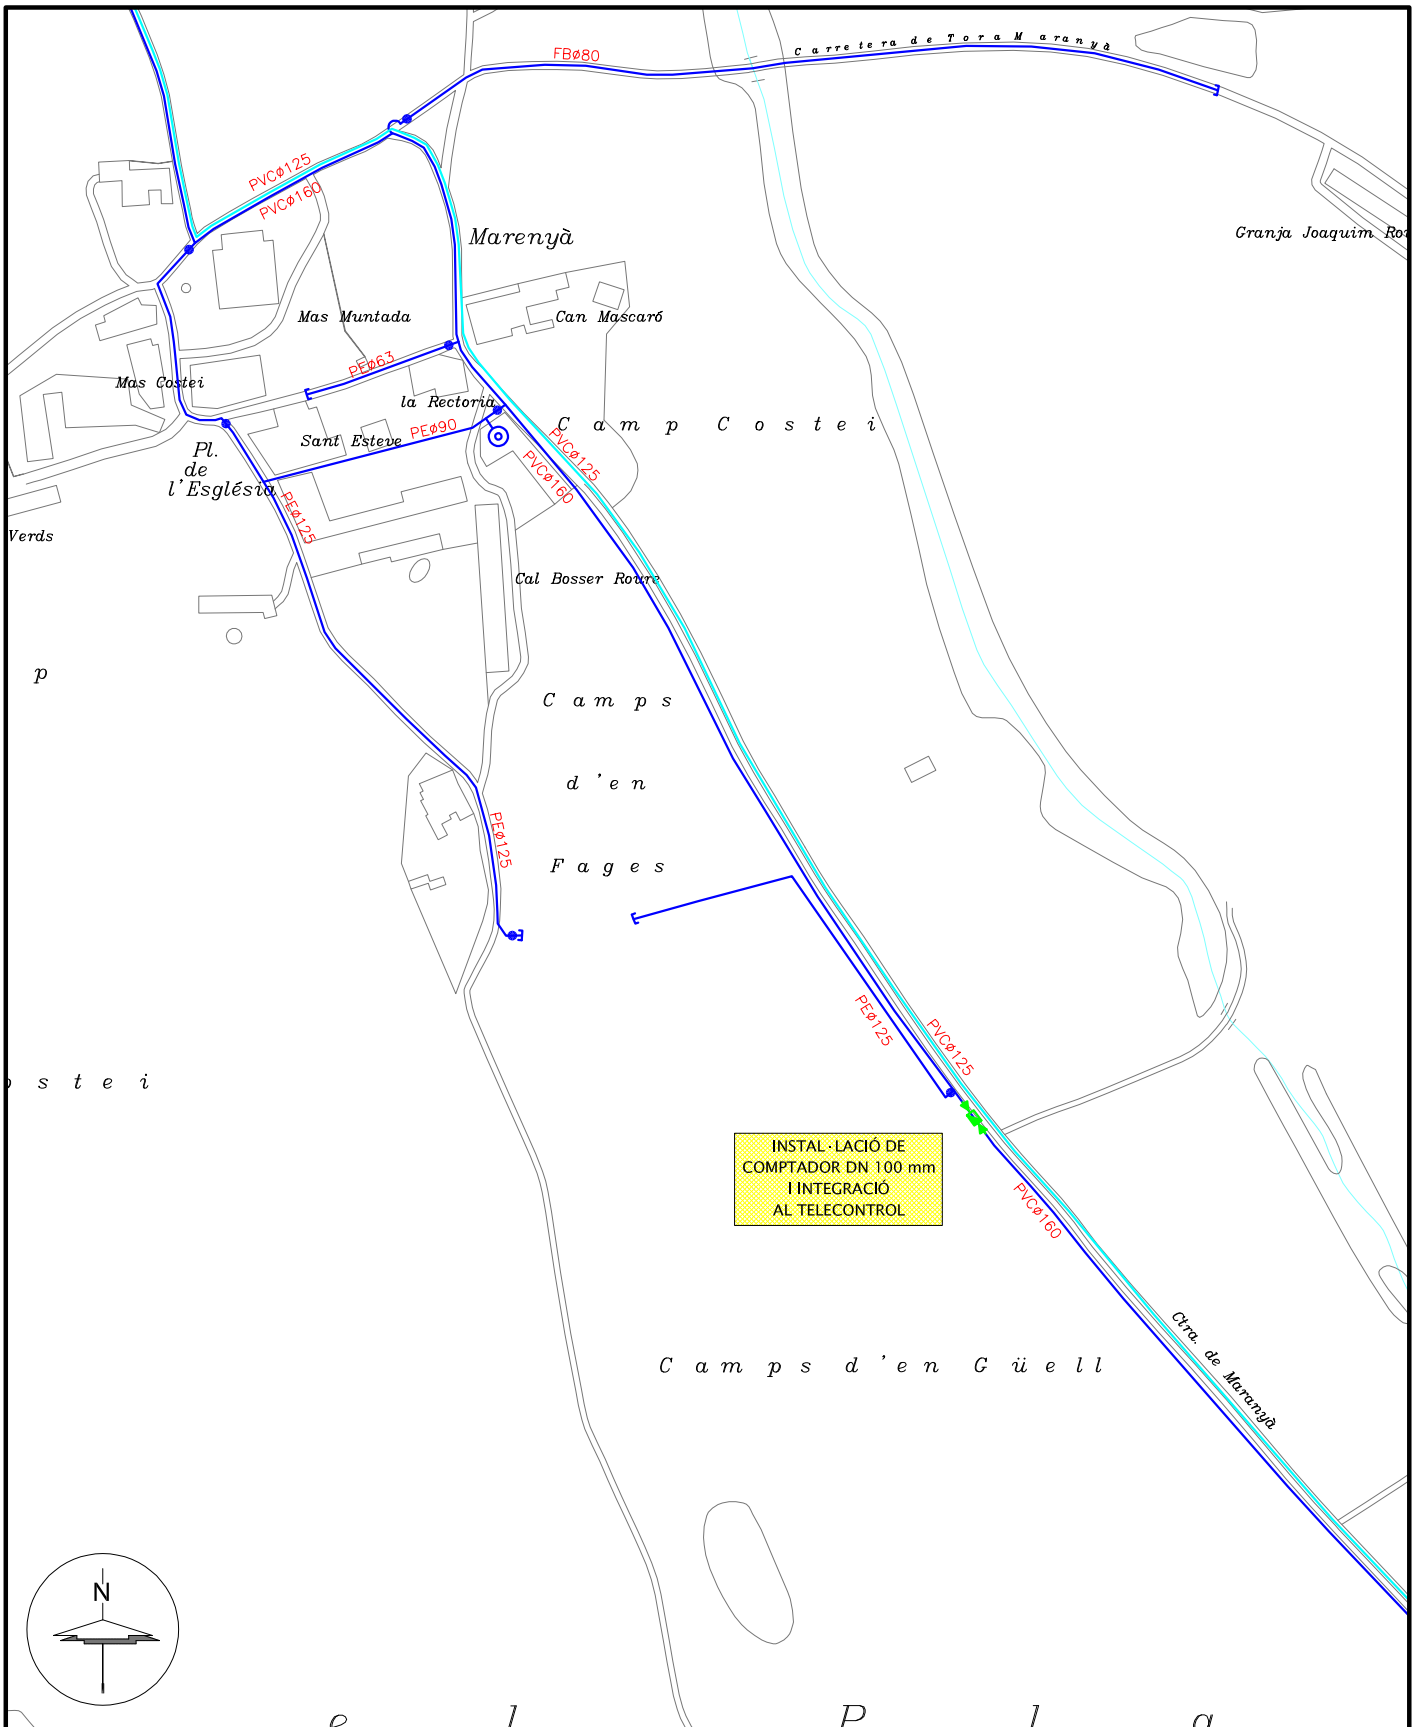 Carretera de Tor a Maranyà
FBø80
PVCø125
PVCø160
Marenyà
Granja Joaquim
Mas Muntada
Can Mascaró
PEø63
Mas Costei
la Rectoria
Camp Costei
Sant Esteve
PEø90
Pl.
de
l'Església
PVCø125
PVCø160
PEø125
Verds
Cal Bosser Roure
p
Camps
d'en
Fages
PEø125
PEø125
PVCø125
stei
INSTAL·LACIÓ DE
COMPTADOR DN 100 mm
I INTEGRACIÓ
AL TELECONTROL
PVCø160
Ctra. de Maranyà
Camps d'en Güell
N
e l P l a